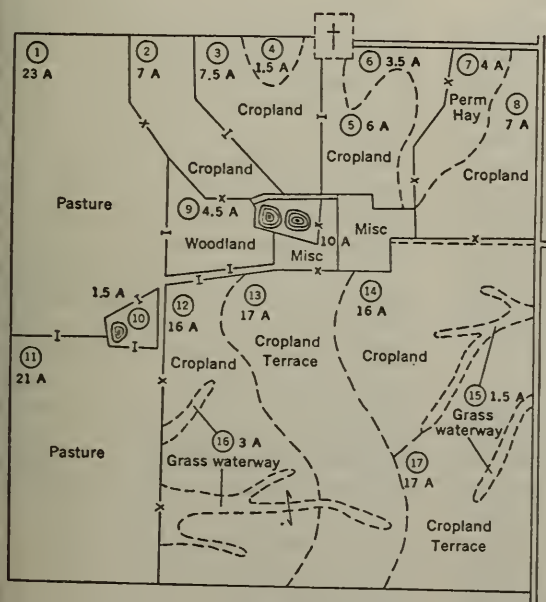 1
23 A
2
7 A
3
7.5 A
4
1.5 A
6 3.5 A
7 4 A
8
7 A
Perm
Hay
Cropland
5 6 A
Cropland
Cropland
Cropland
Pasture
9 4.5 A
Woodland
10 A
Misc
Misc
1.5 A
10
12
16 A
13
17 A
14
16 A
11
21 A
Cropland
Terrace
Cropland
Cropland
15 1.5 A
Grass
waterway
Pasture
16 3 A
Grass waterway
17
17 A
Cropland
Terrace